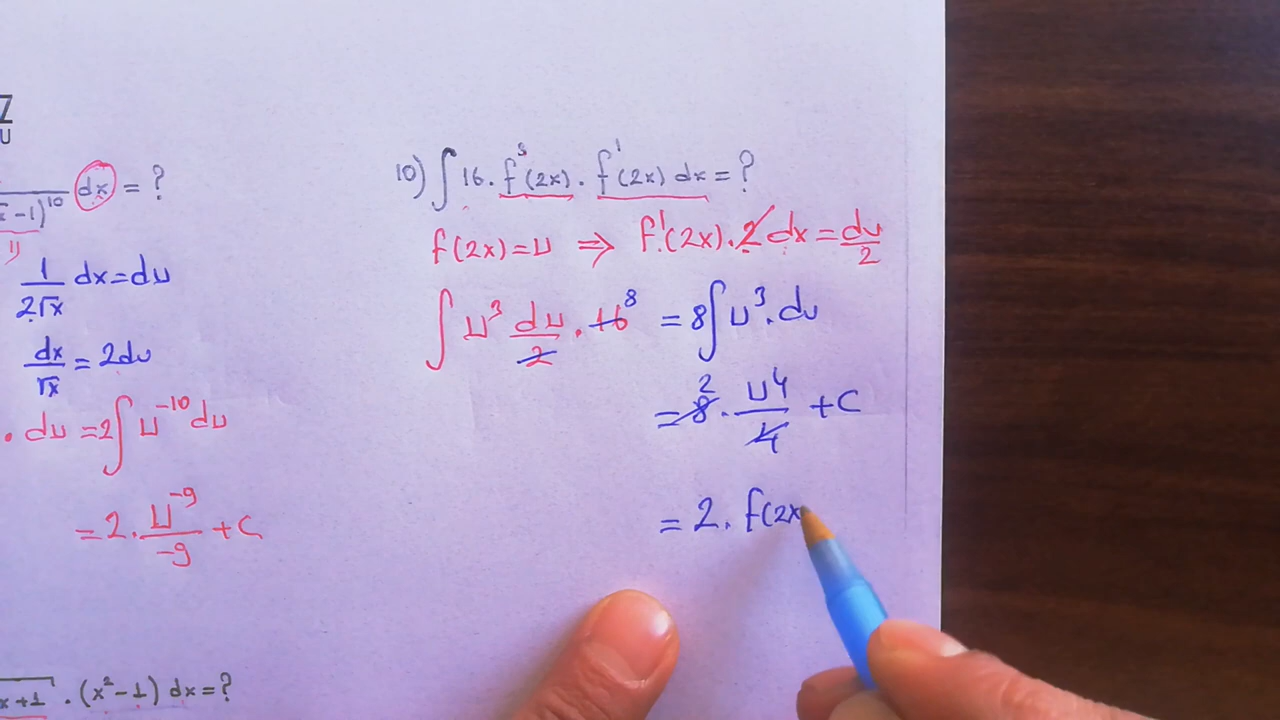 Z
U
dx = ?
-1)¹⁰
1/(2√x) dx = du
dx/√x = 2du
. du = 2∫ u⁻¹⁰ du
= 2 . u⁻⁹/-9 + C
x+1 . (x² - 1) dx = ?
10) ∫ 16 . f³(2x) . f'(2x) dx = ?
f(2x) = u ⇒ f'(2x) . 2 dx = du/2
∫ u³ du/2 . 16 8 = 8∫ u³ . du
= 8 2 . u⁴/4 + C
= 2 . f(2x